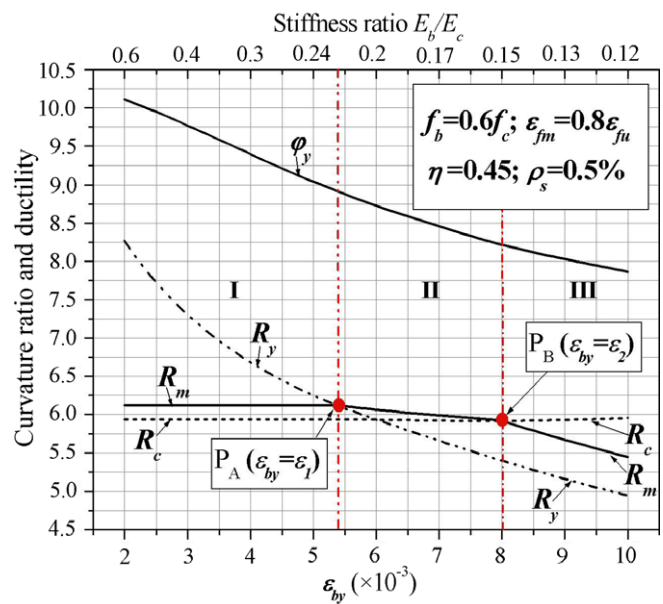 Stiffness ratio E_b/E_c
0.6 0.4 0.3 0.24 0.2 0.17 0.15 0.13 0.12
Curvature ratio and ductility
10.5
10.0
9.5
9.0
8.5
8.0
7.5
7.0
6.5
6.0
5.5
5.0
4.5
f_b=0.6f_c; ε_fm=0.8ε_fu
η=0.45; ρ_s=0.5%
φ_y
I
II
III
R_y
P_B (ε_by=ε_2)
R_m
R_c
P_A (ε_by=ε_1)
R_c
R_m
R_y
2 3 4 5 6 7 8 9 10
ε_by (×10⁻³)